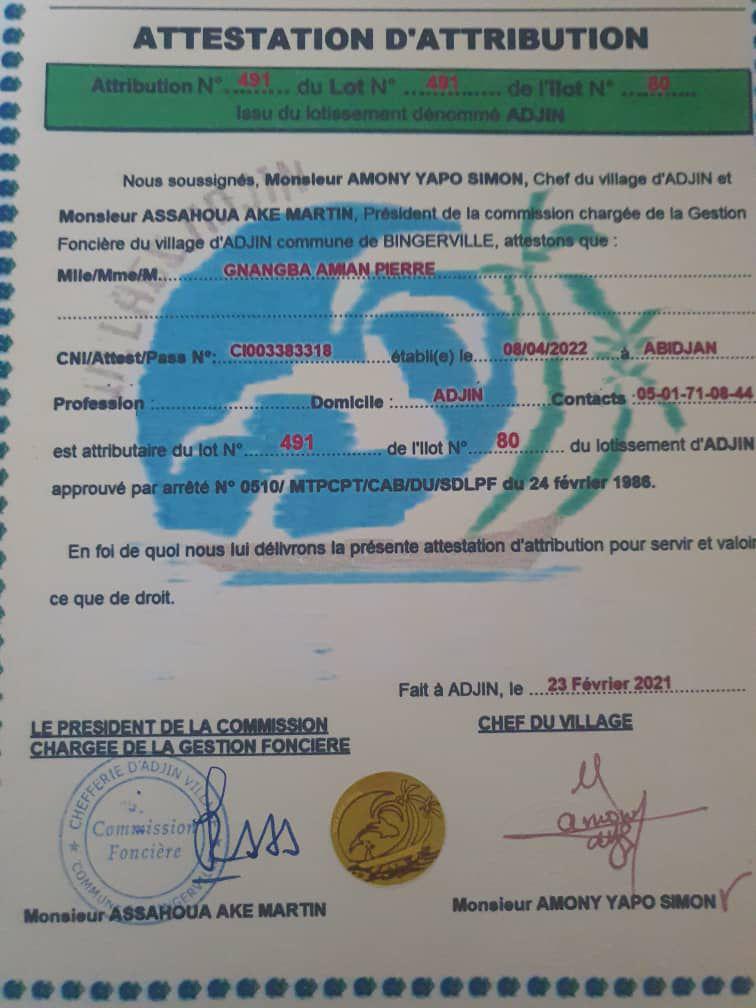 ATTESTATION D'ATTRIBUTION
Attribution N°..491... du Lot N° ...491....... de l'îlot N° ....80.....
Issu du lotissement dénommé ADJIN
Nous soussignés, Monsieur AMONY YAPO SIMON, Chef du village d'ADJIN et
Monsieur ASSAHOUA AKE MARTIN, Président de la commission chargée de la Gestion
Foncière du village d'ADJIN commune de BINGERVILLE, attestons que :
Mlle/Mme/M.......GNANGBA AMIAN PIERRE
CNI/Attest/Pass N°: CI003383318 établi(e) le.....08/04/2022 ....à.. ABIDJAN
Profession :.......................... Domicile :...... ADJIN Contacts :05-01-71-08-44
est attributaire du lot N°.....491........... de l'îlot N°.....80......... du lotissement d'ADJIN
approuvé par arrêté N° 0510/ MTPCPT/CAB/DU/SDLPF du 24 février 1986.
En foi de quoi nous lui délivrons la présente attestation d'attribution pour servir et valoir
ce que de droit.
Fait à ADJIN, le ...23 Février 2021.............
LE PRESIDENT DE LA COMMISSION
CHARGEE DE LA GESTION FONCIÈRE
CHEF DU VILLAGE
CHEFFERIE D'ADJIN
Commission
Foncière
Monsieur ASSAHOUA AKE MARTIN
Monsieur AMONY YAPO SIMON